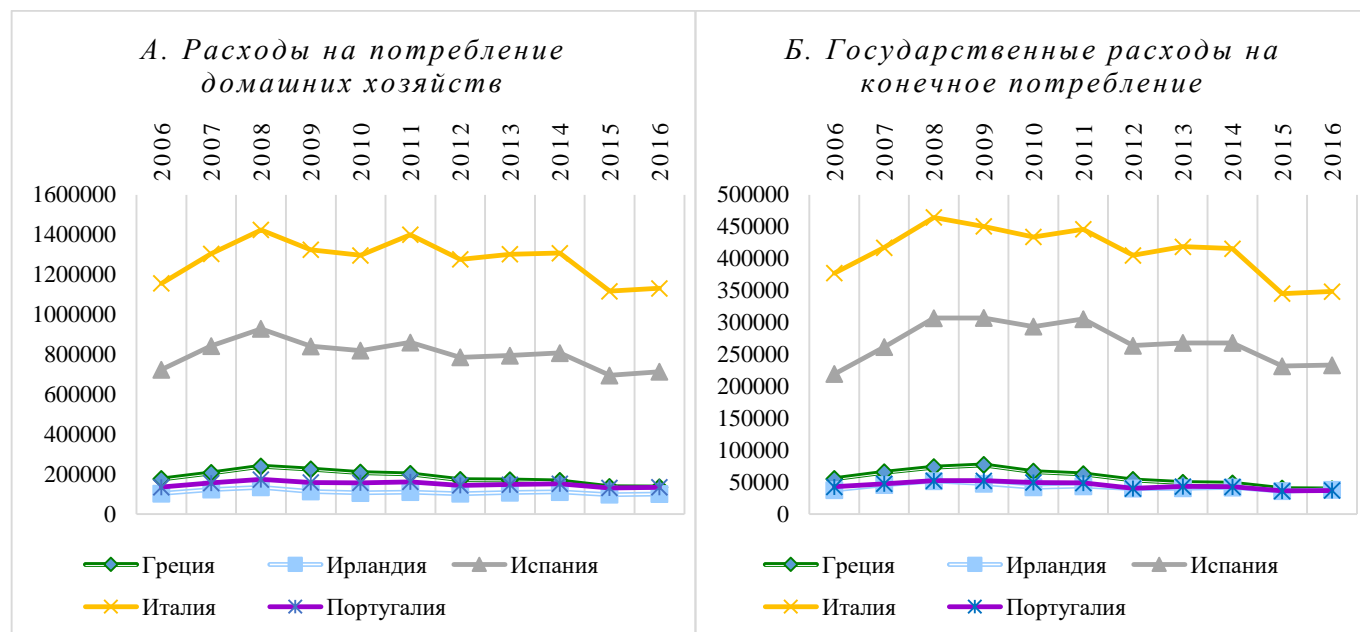 А. Расходы на потребление
домашних хозяйств
2006 2007 2008 2009 2010 2011 2012 2013 2014 2015 2016
1600000
1400000
1200000
1000000
800000
600000
400000
200000
0
Греция Ирландия Испания
Италия Португалия
Б. Государственные расходы на
конечное потребление
2006 2007 2008 2009 2010 2011 2012 2013 2014 2015 2016
500000
450000
400000
350000
300000
250000
200000
150000
100000
50000
0
Греция Ирландия Испания
Италия Португалия